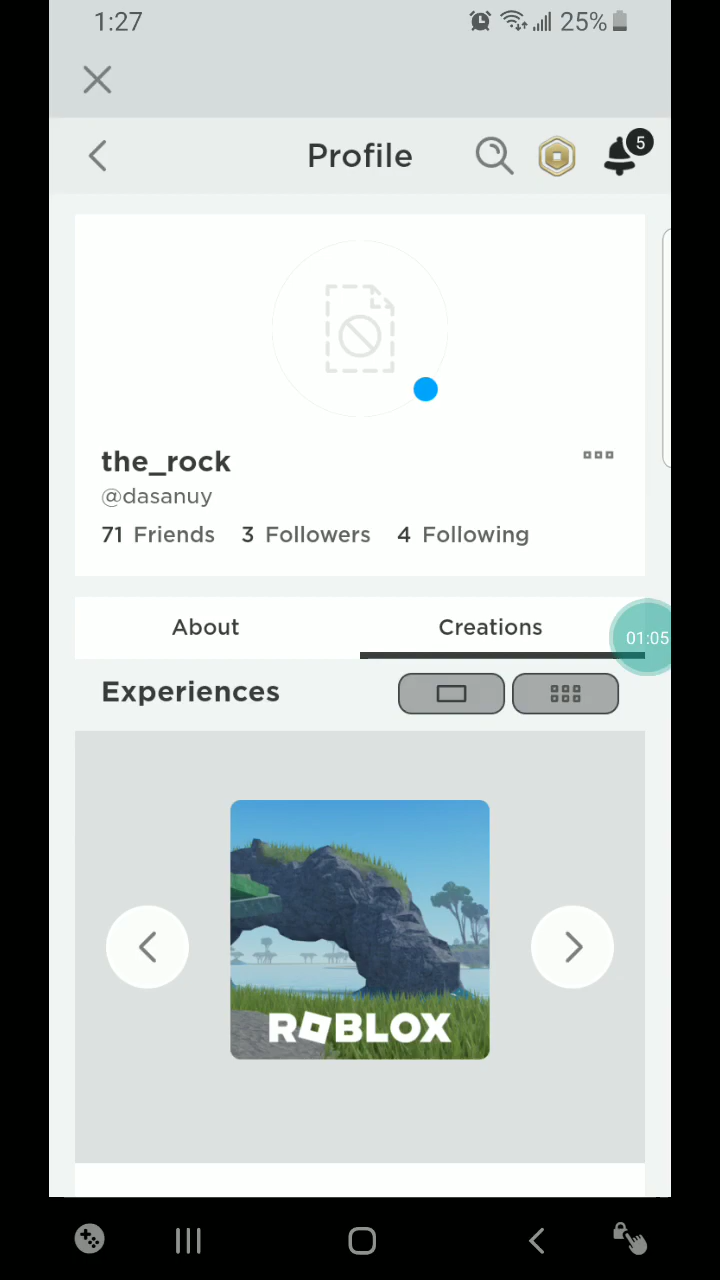 1:27 25%
Profile 5
the_rock
@dasanuy
71 Friends 3 Followers 4 Following
About Creations
01:05
Experiences
ROBLOX